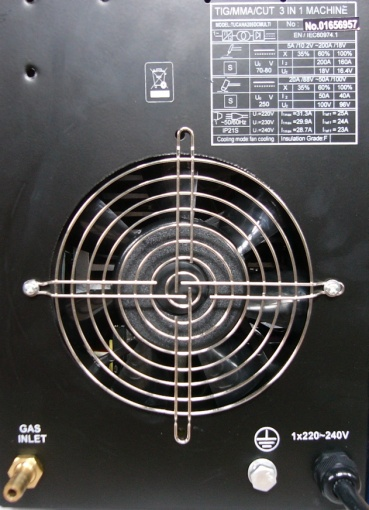 TIG/MMA/CUT 3 IN 1 MACHINE
No No.01656957
EN / IEC60974.1
5A /10.2V ~200A /18V
X 35% 60% 100%
S U₀ V I₂ 200A 160A
70-80 U₂ 18V 16.4V
20A /88V ~50A /100V
X 35% 60% 100%
S U₀ V I₂ 50A 40A
250 U₂ 100V 96V
U₁=220V I₁max=31.3A I₁eff= 25A
~50/60Hz U₁=230V I₁max=29.9A I₁eff= 24A
IP21S U₁=240V I₁max=28.7A I₁eff= 23A
Cooling mode:fan cooling Insulation Grade:F
GAS
INLET
1x220~240V